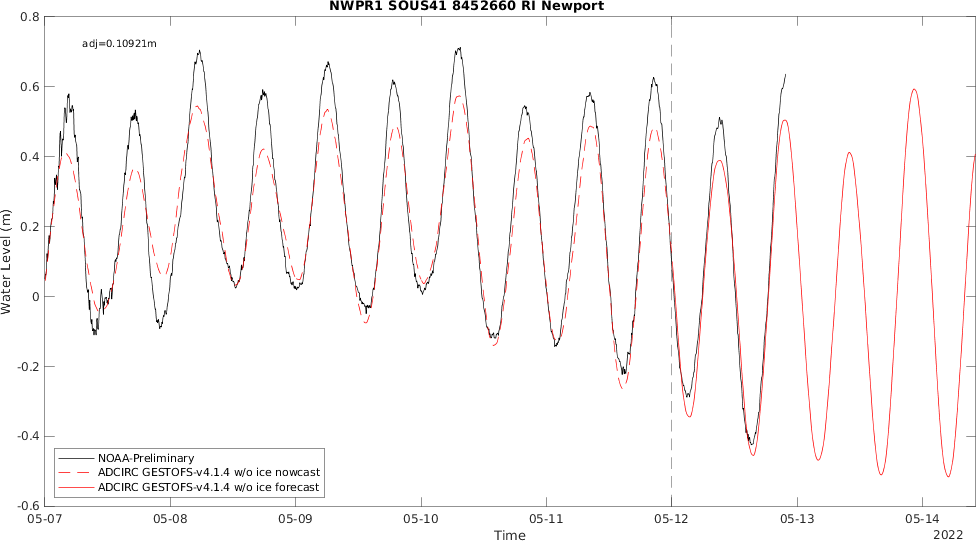 NWPR1 SOUS41 8452660 RI Newport
adj=0.10921m
0.8
0.6
0.4
0.2
0
-0.2
-0.4
-0.6
Water Level (m)
NOAA-Preliminary
ADCIRC GESTOFS-v4.1.4 w/o ice nowcast
ADCIRC GESTOFS-v4.1.4 w/o ice forecast
05-07 05-08 05-09 05-10 05-11 05-12 05-13 05-14
Time
2022